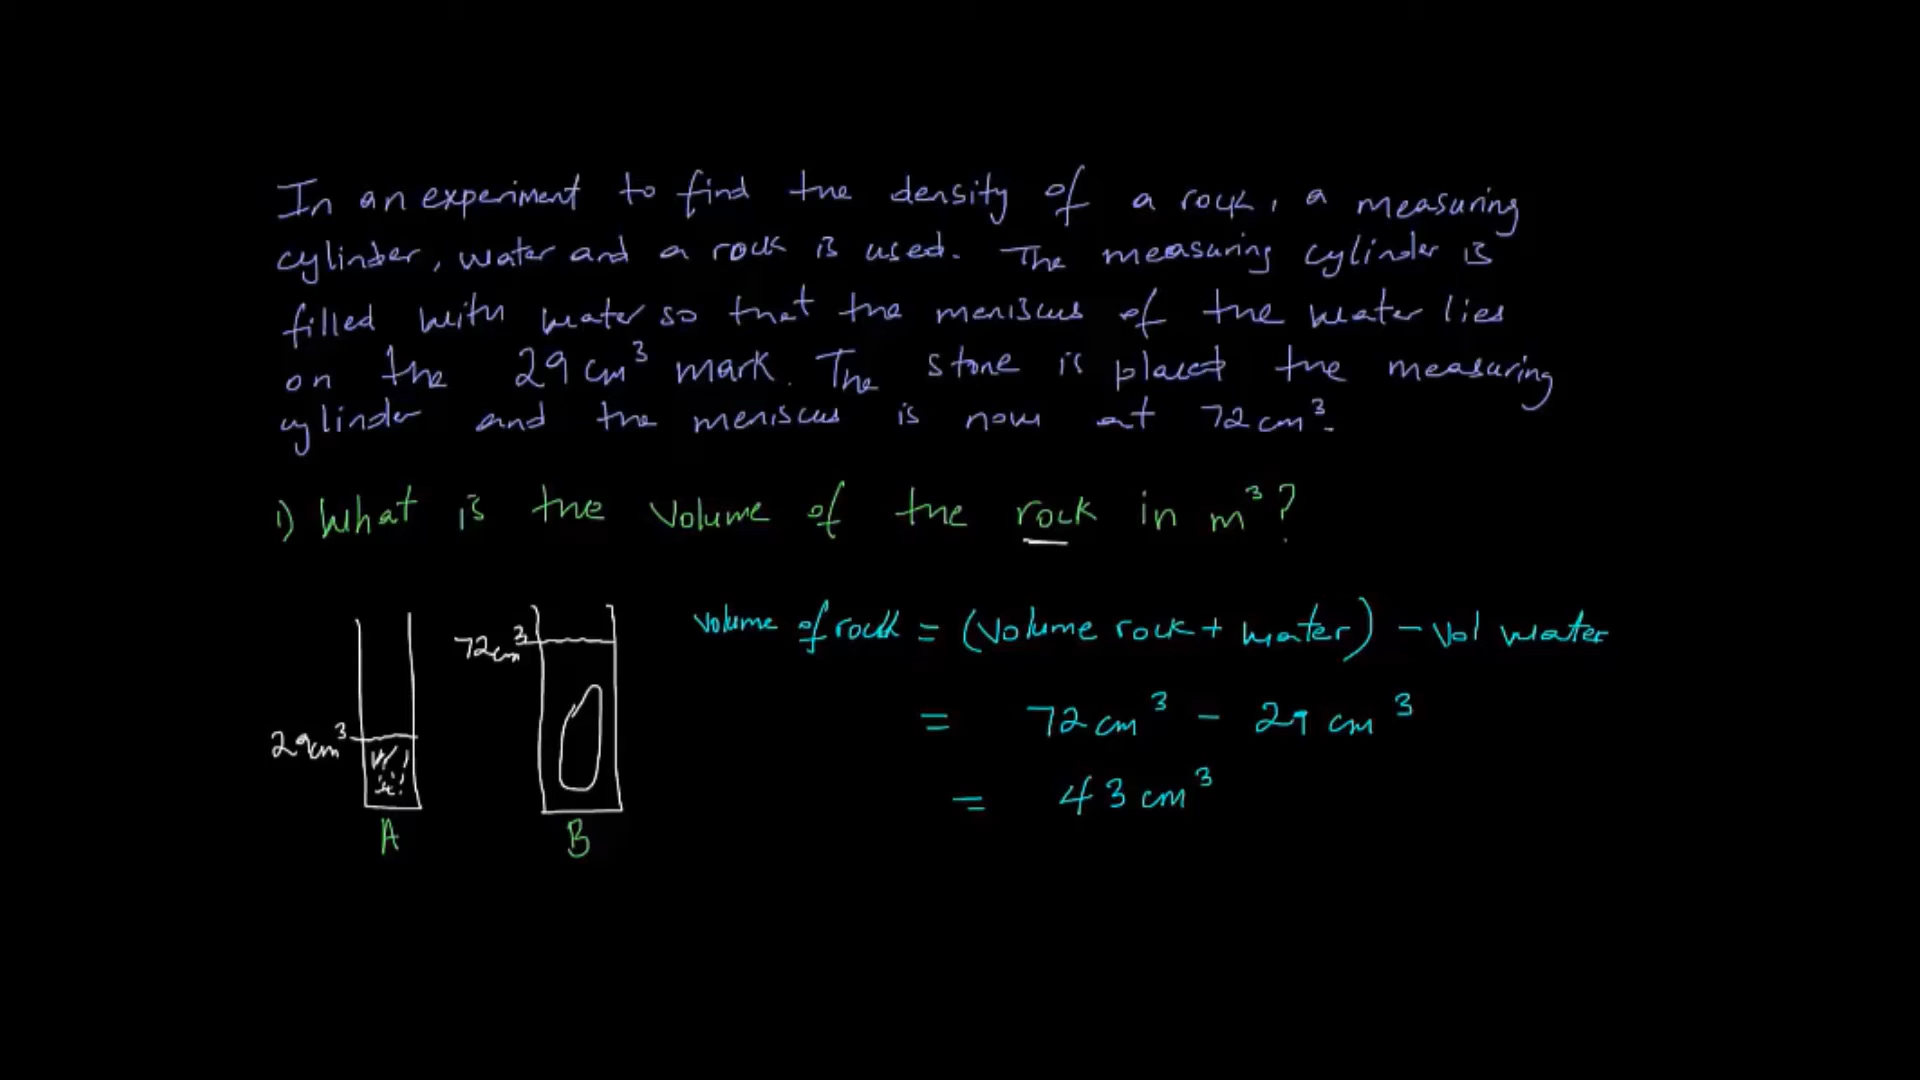 In an experiment to find the density of a rock, a measuring
cylinder, water and a rock is used. The measuring cylinder is
filled with water so that the meniscus of the water lies
on the 29 cm³ mark. The stone is placed the measuring
cylinder and the meniscus is now at 72 cm³.
1) What is the volume of the rock in m³?
volume of rock = (volume rock + water) - vol water
72cm³
= 72 cm³ - 29 cm³
29cm³
= 43 cm³
A B